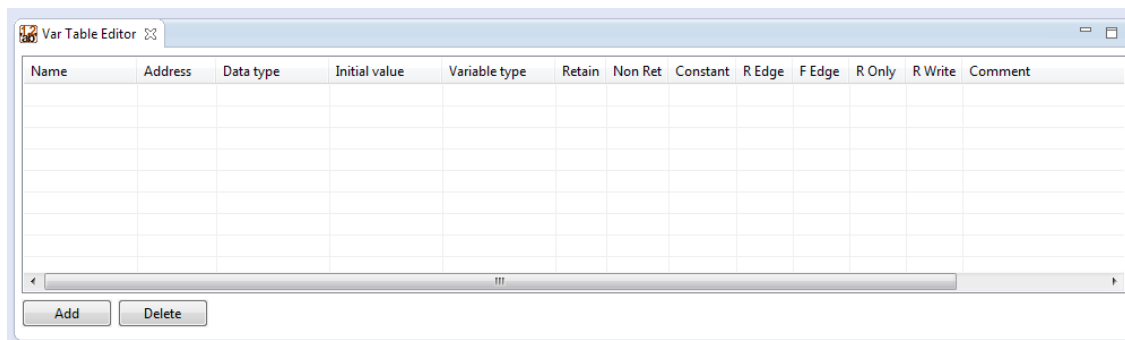 Var Table Editor
Name Address Data type Initial value Variable type Retain Non Ret Constant R Edge F Edge R Only R Write Comment
Add Delete